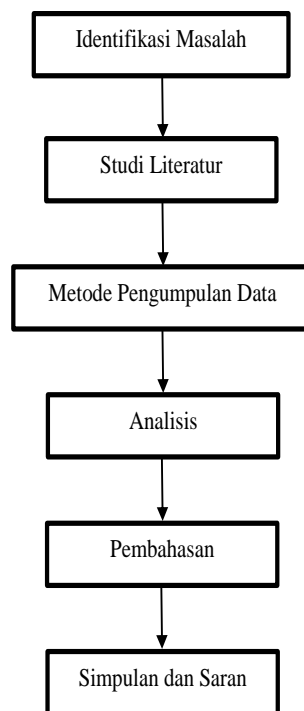 Identifikasi Masalah
Studi Literatur
Metode Pengumpulan Data
Analisis
Pembahasan
Simpulan dan Saran